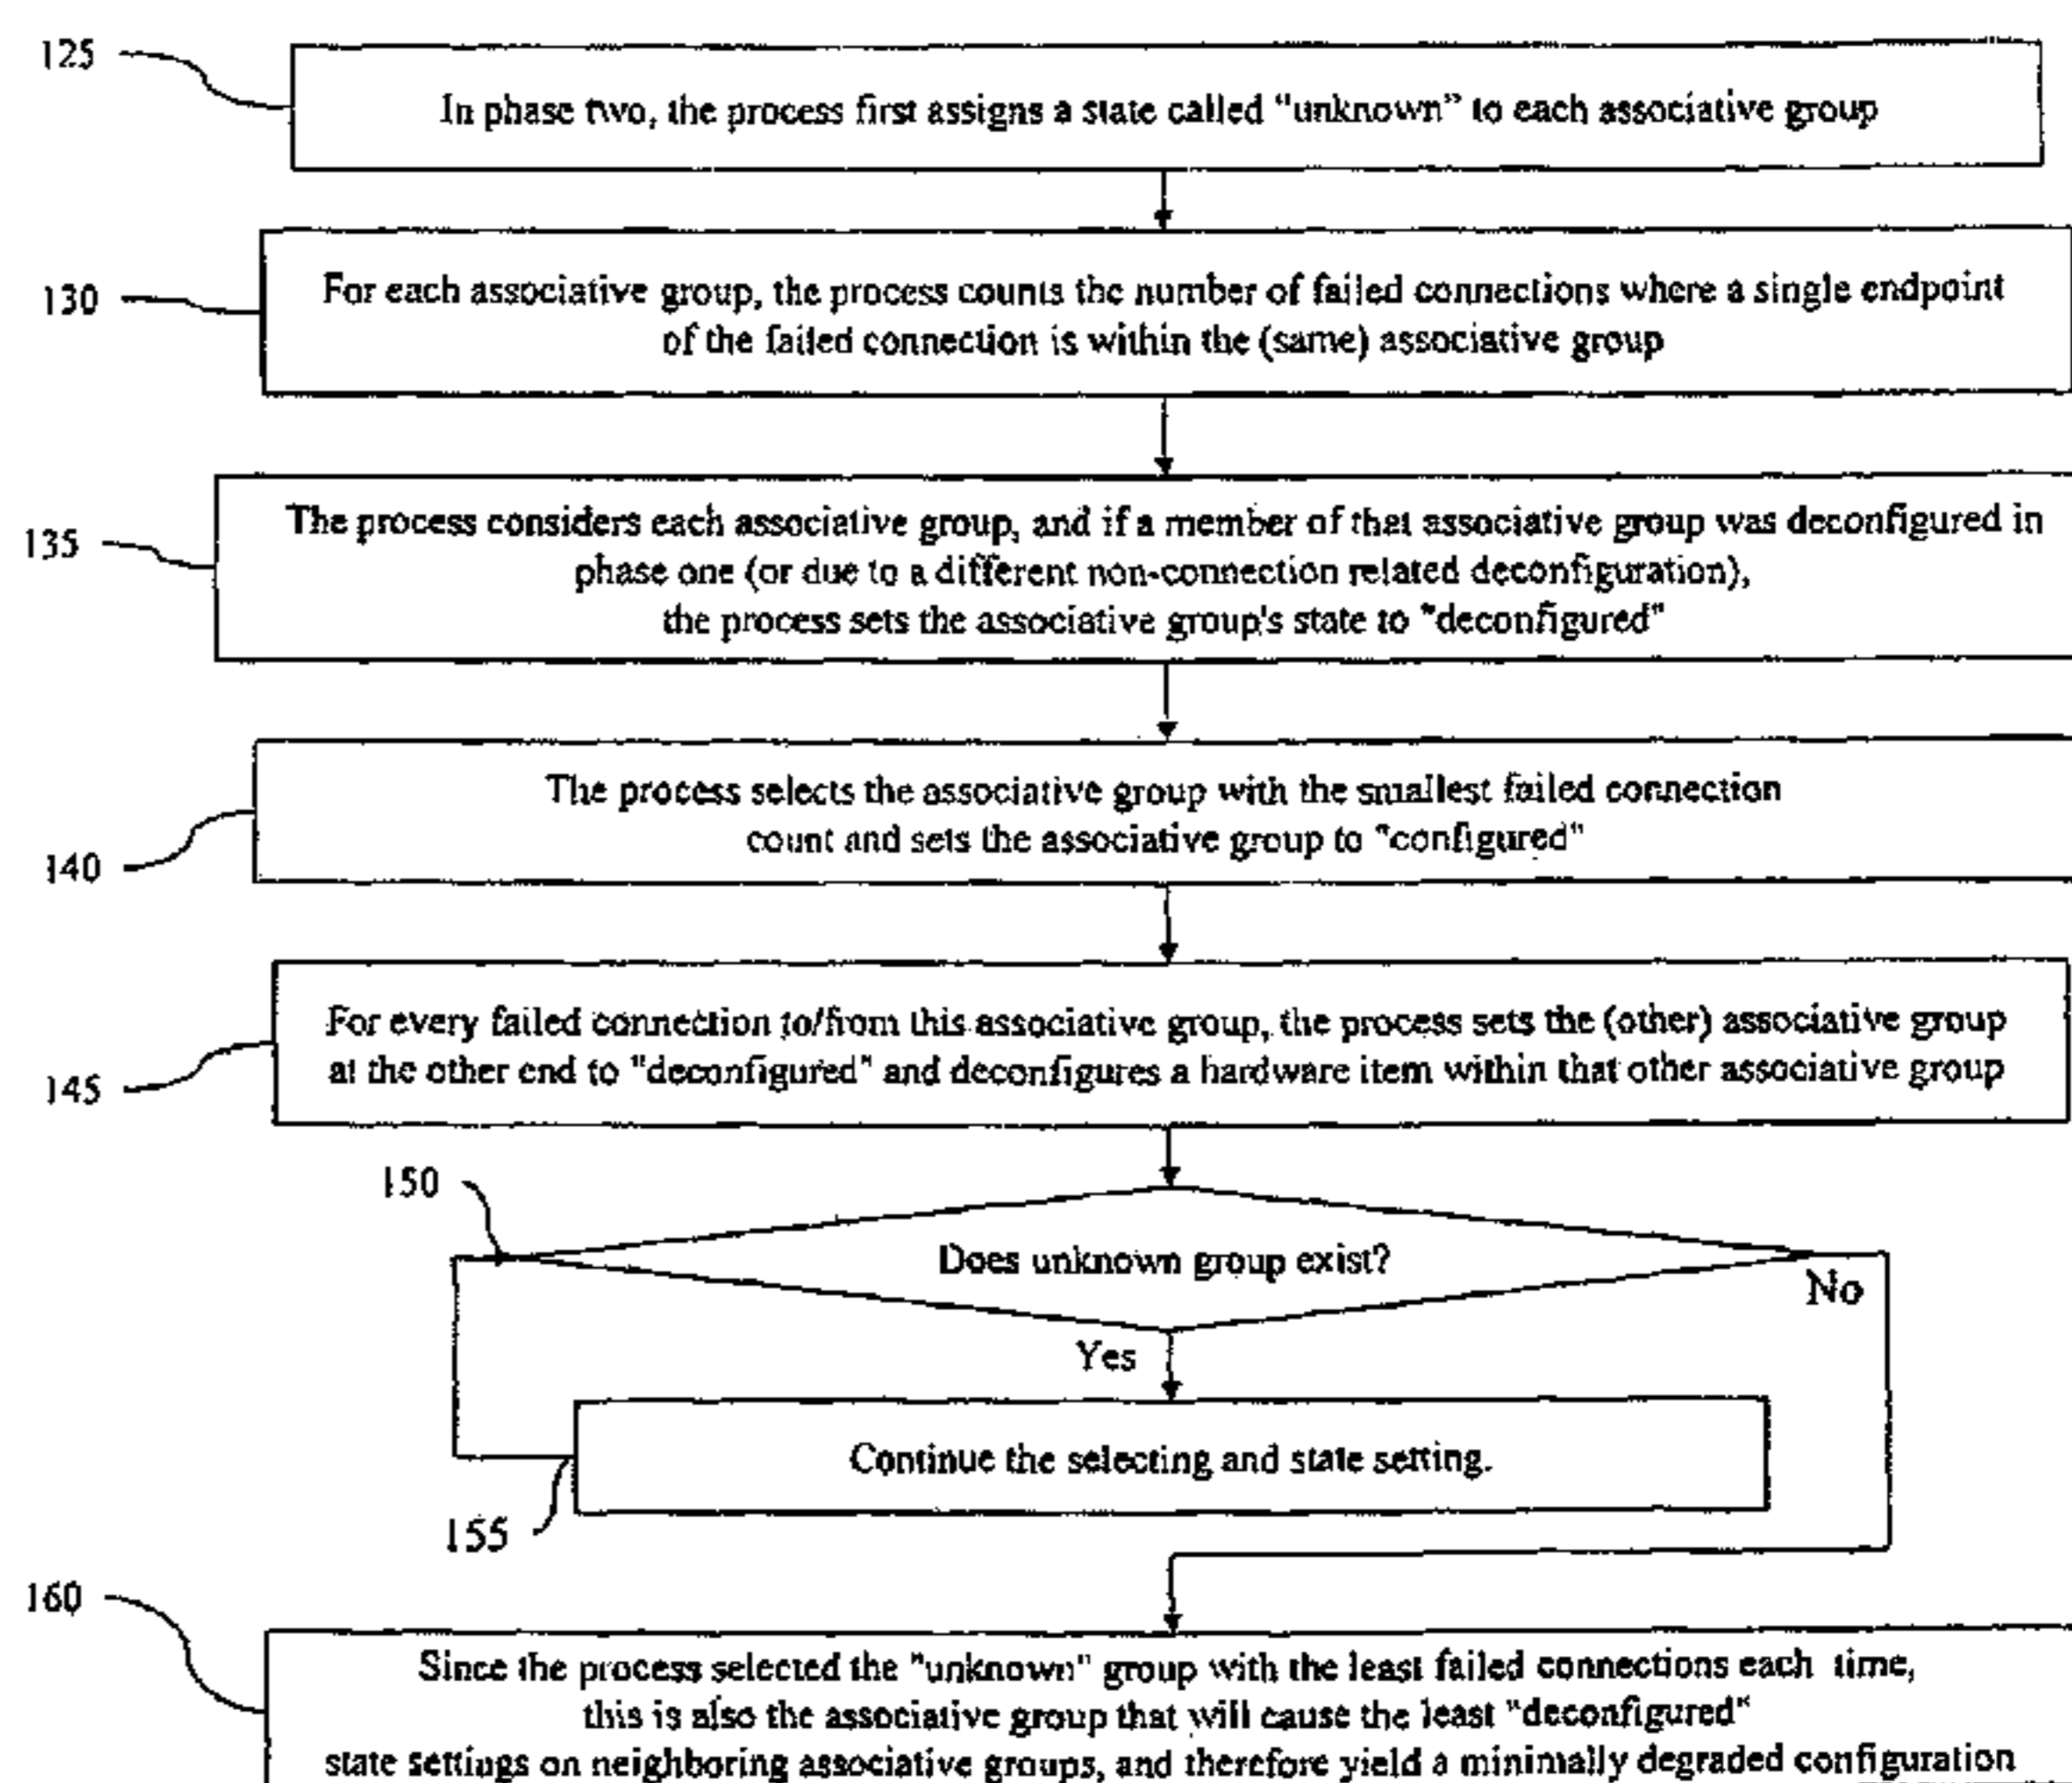 125
In phase two, the process first assigns a state called "unknown" to each associative group
130
For each associative group, the process counts the number of failed connections where a single endpoint
of the failed connection is within the (same) associative group
135
The process considers each associative group, and if a member of that associative group was deconfigured in
phase one (or due to a different non-connection related deconfiguration),
the process sets the associative group's state to "deconfigured"
140
The process selects the associative group with the smallest failed connection
count and sets the associative group to "configured"
145
For every failed connection to/from this associative group, the process sets the (other) associative group
at the other end to "deconfigured" and deconfigures a hardware item within that other associative group
150
Does unknown group exist?
No
Yes
155
Continue the selecting and state setting.
160
Since the process selected the "unknown" group with the least failed connections each time,
this is also the associative group that will cause the least "deconfigured"
state settings on neighboring associative groups, and therefore yield a minimally degraded configuration